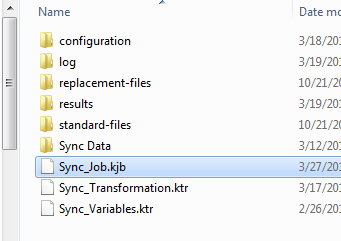 Name Date mo
configuration 3/18/201
log 3/19/201
replacement-files 10/21/20
results 3/19/201
standard-files 10/21/20
Sync Data 3/12/201
Sync_Job.kjb 3/27/201
Sync_Transformation.ktr 3/17/201
Sync_Variables.ktr 2/26/201